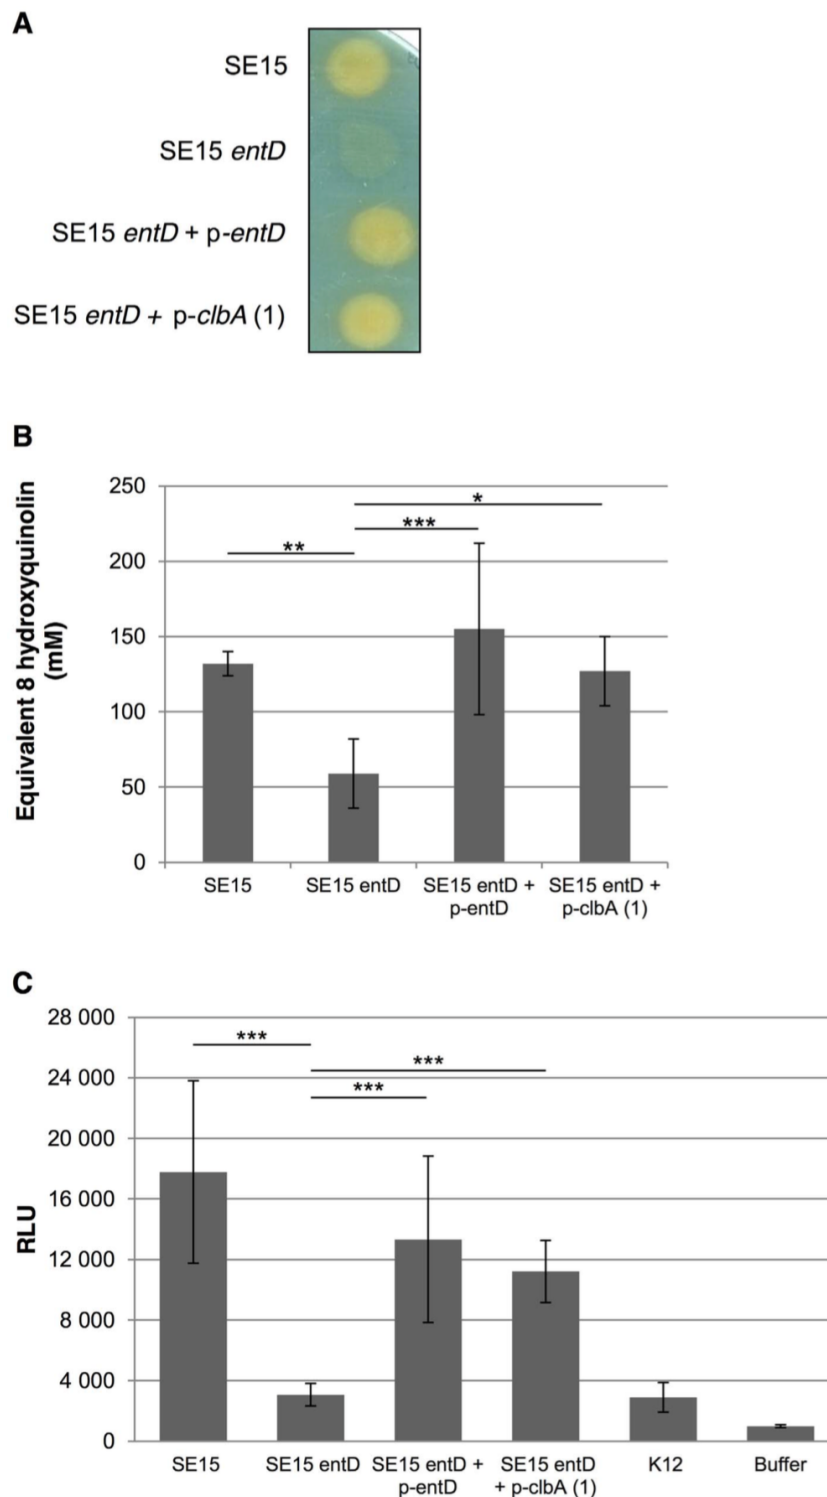 A
SE15
SE15 entD
SE15 entD + p-entD
SE15 entD + p-clbA (1)
B
Equivalent 8 hydroxyquinolin
(mM)
250
200
150
100
50
0
*
***
**
SE15
SE15 entD
SE15 entD +
p-entD
SE15 entD +
p-clbA (1)
C
RLU
28 000
24 000
20 000
16 000
12 000
8 000
4 000
0
***
***
***
SE15
SE15 entD
SE15 entD +
p-entD
SE15 entD
+ p-clbA (1)
K12
Buffer